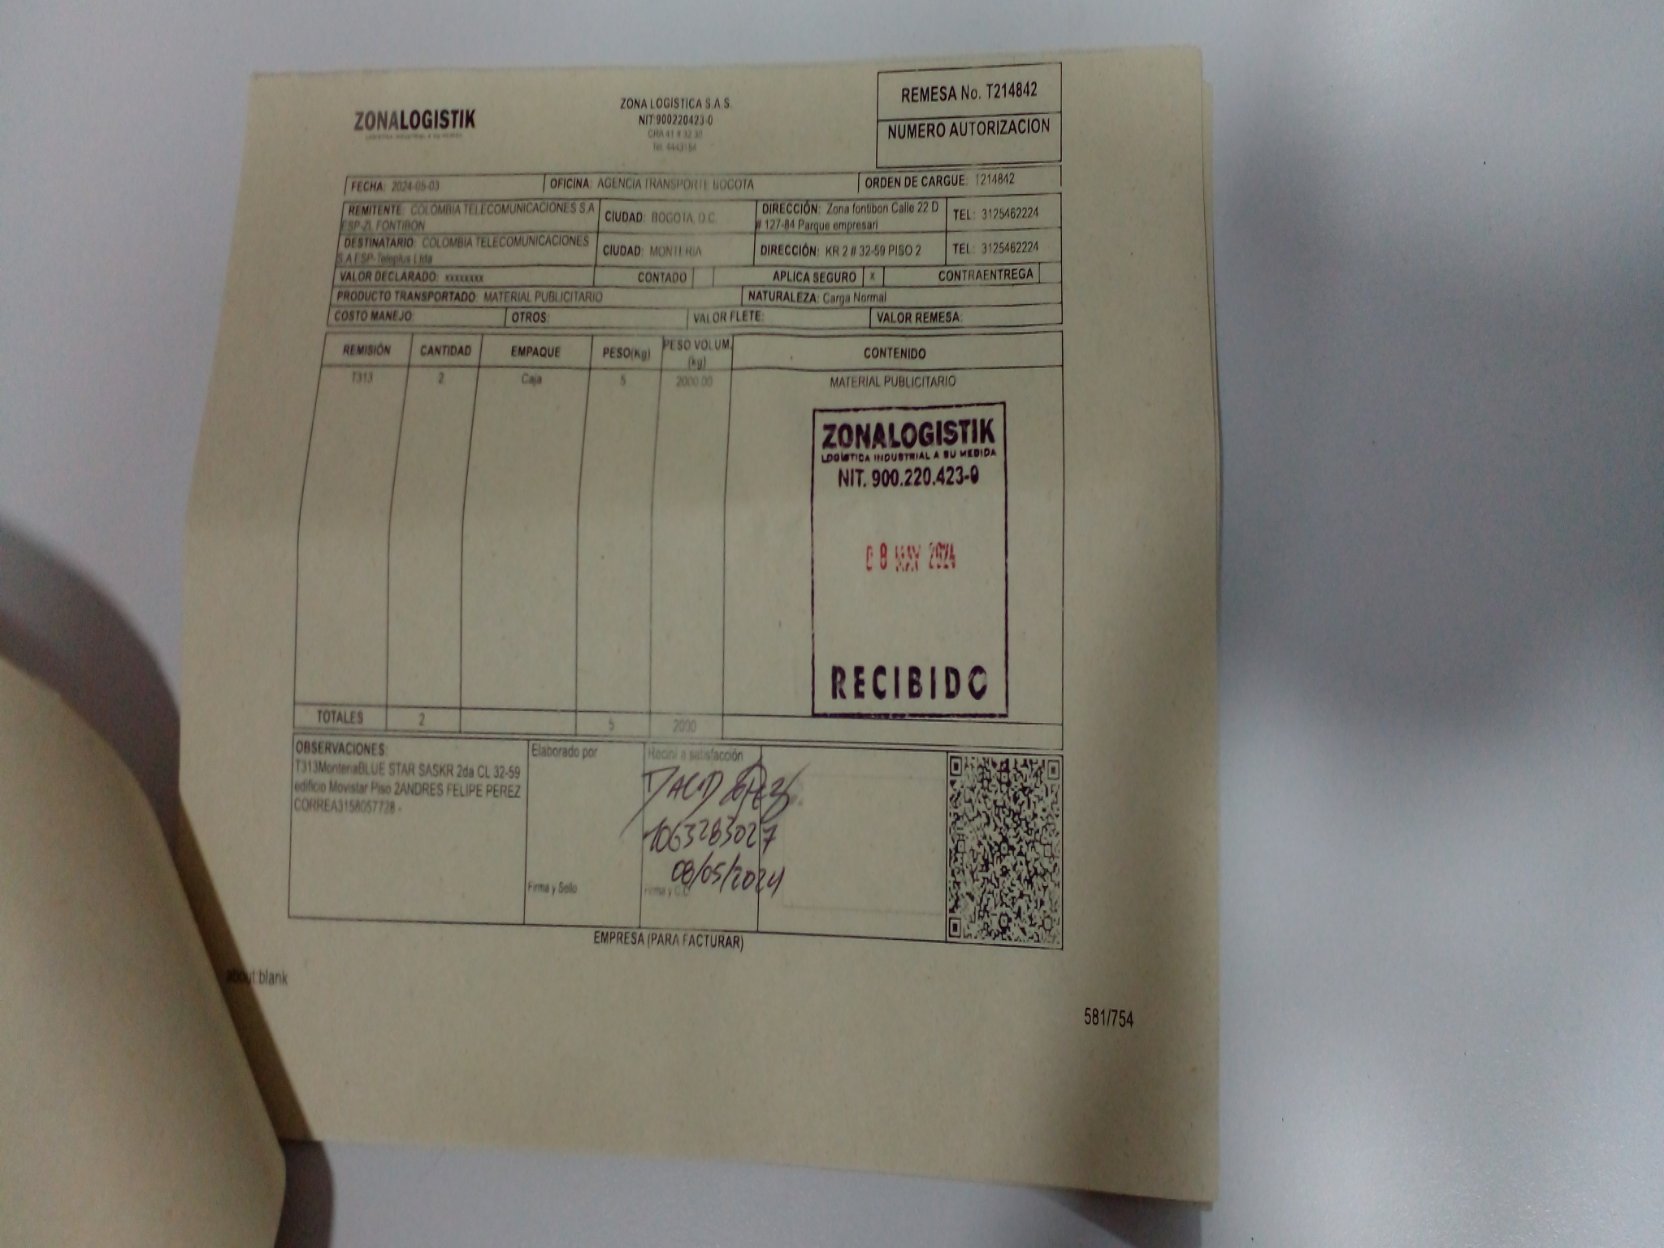 ZONALOGISTIK
ZONA LOGISTICA S.A.S.
NIT:900220423-0
REMESA No. T214842
NUMERO AUTORIZACION
FECHA: 2024-05-03
OFICINA: AGENCIA TRANSPORTE BOGOTA
ORDEN DE CARGUE: T214842
REMITENTE: COLOMBIA TELECOMUNICACIONES S.A
ESP-ZL FONTIBON
CIUDAD: BOGOTA, D.C.
DIRECCIÓN: Zona fontibon Calle 22 D
# 127-84 Parque empresari
TEL: 3125462224
DESTINATARIO: COLOMBIA TELECOMUNICACIONES
S.A ESP-Teleplus Ltda
CIUDAD: MONTERIA
DIRECCIÓN: KR 2 # 32-59 PISO 2
TEL: 3125462224
VALOR DECLARADO: xxxxxxxx
CONTADO
APLICA SEGURO x
CONTRAENTREGA
PRODUCTO TRANSPORTADO: MATERIAL PUBLICITARIO
NATURALEZA: Carga Normal
COSTO MANEJO:
OTROS:
VALOR FLETE:
VALOR REMESA:
REMISIÓN CANTIDAD EMPAQUE PESO(Kg) PESO VOLUM. (kg) CONTENIDO
T313 2 Caja 5 2000.00 MATERIAL PUBLICITARIO
ZONALOGISTIK
LOGISTICA INDUSTRIAL A SU MEDIDA
NIT. 900.220.423-0
08 MAY 2024
RECIBIDO
TOTALES 2 5 2000
OBSERVACIONES:
T313MonteriaBLUE STAR SASKR 2da CL 32-59
edificio Movistar Piso 2ANDRES FELIPE PEREZ
CORREA3158057728 -
Elaborado por
Firma y Sello
Recibi a satisfacción
1063283027
08/05/2024
Firma y C.C
EMPRESA (PARA FACTURAR)
about:blank
581/754